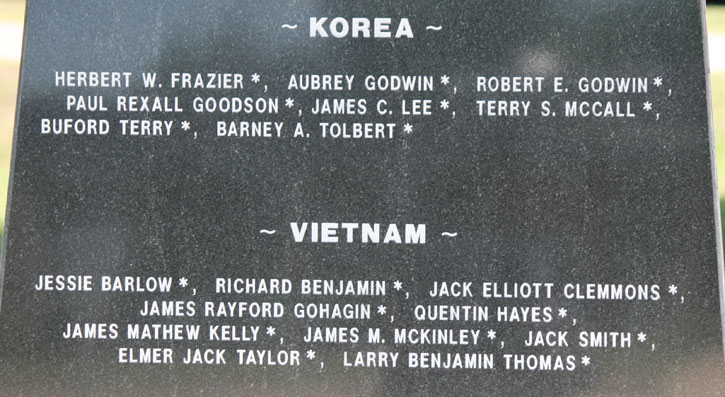 ~ KOREA ~
HERBERT W. FRAZIER *, AUBREY GODWIN *, ROBERT E. GODWIN *,
PAUL REXALL GOODSON *, JAMES C. LEE *, TERRY S. MCCALL *,
BUFORD TERRY *, BARNEY A. TOLBERT *
~ VIETNAM ~
JESSIE BARLOW *, RICHARD BENJAMIN *, JACK ELLIOTT CLEMMONS *,
JAMES RAYFORD GOHAGIN *, QUENTIN HAYES *,
JAMES MATHEW KELLY *, JAMES M. MCKINLEY *, JACK SMITH *,
ELMER JACK TAYLOR *, LARRY BENJAMIN THOMAS *